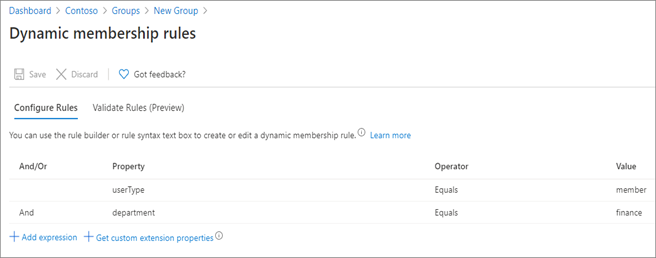 Dashboard > Contoso > Groups > New Group >
Dynamic membership rules
Save Discard Got feedback?
Configure Rules Validate Rules (Preview)
You can use the rule builder or rule syntax text box to create or edit a dynamic membership rule. Learn more
And/Or Property Operator Value
userType Equals member
And department Equals finance
+ Add expression + Get custom extension properties